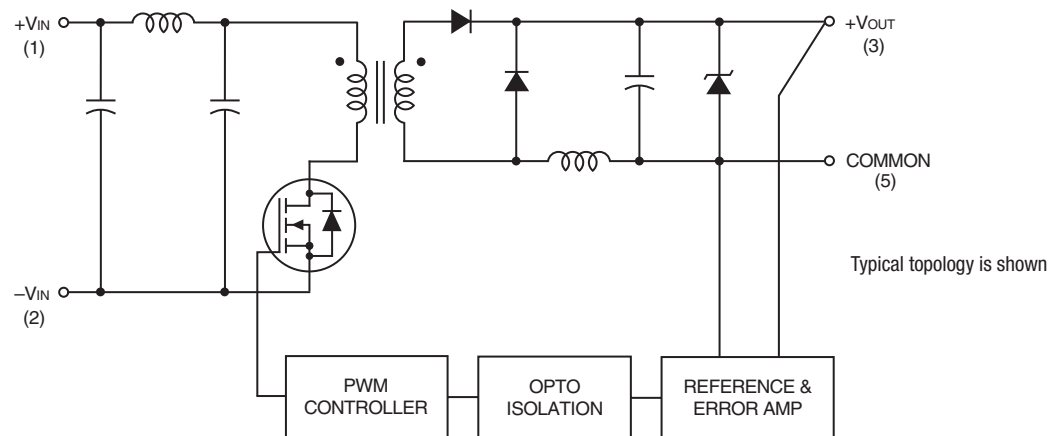 +VIN
(1)
+VOUT
(3)
COMMON
(5)
Typical topology is shown
–VIN
(2)
PWM
CONTROLLER
OPTO
ISOLATION
REFERENCE &
ERROR AMP